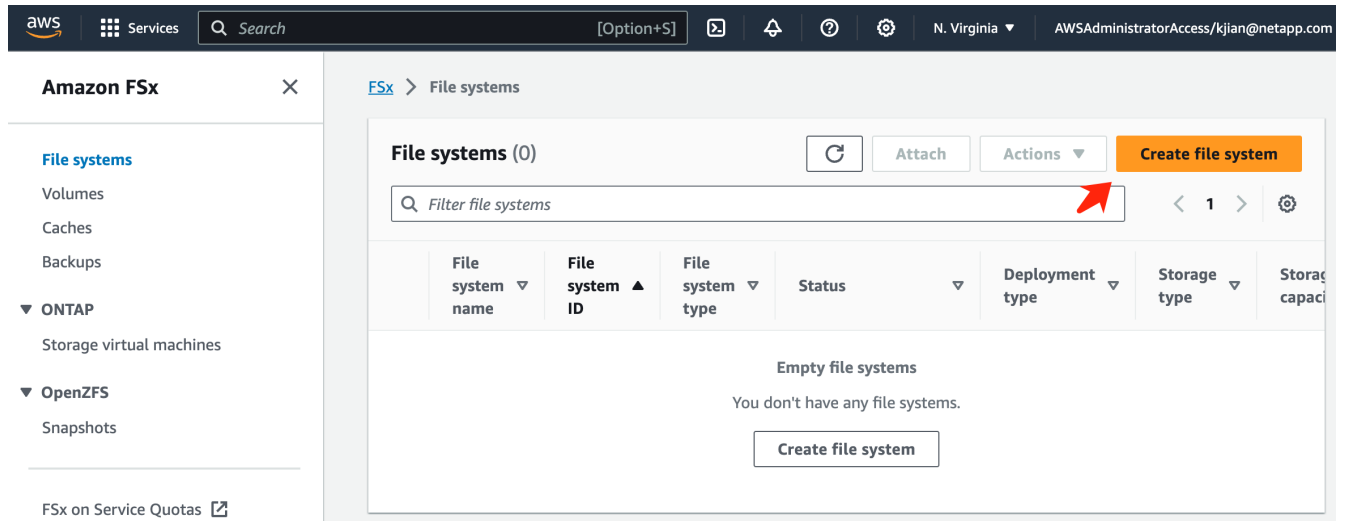 aws
Services
Search
[Option+S]
N. Virginia
AWSAdministratorAccess/kjian@netapp.com
Amazon FSx
File systems
Volumes
Caches
Backups
ONTAP
Storage virtual machines
OpenZFS
Snapshots
FSx on Service Quotas
FSx > File systems
File systems (0)
Attach
Actions
Create file system
Filter file systems
1
File
system
name
File
system
ID
File
system
type
Status
Deployment
type
Storage
type
Storag
capaci
Empty file systems
You don't have any file systems.
Create file system